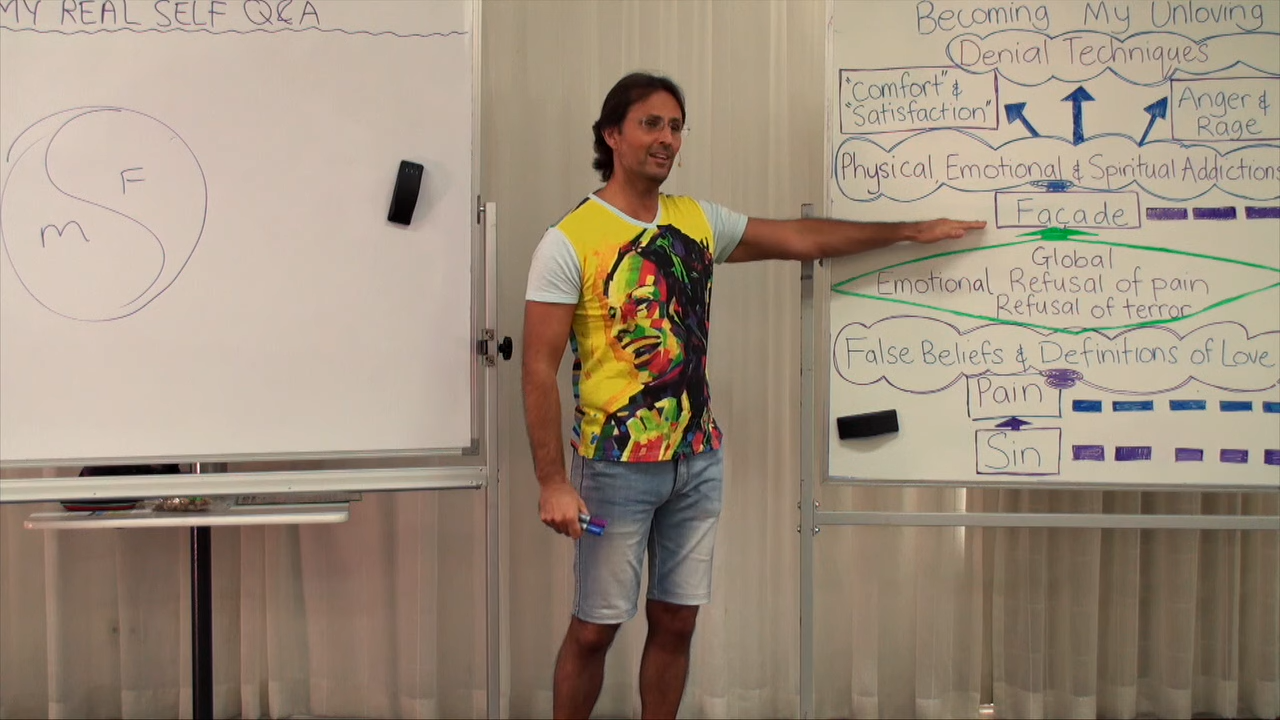 MY REAL SELF Q&A
F
M
Becoming My Unloving
Denial Techniques
"Comfort" &
"Satisfaction"
Anger &
Rage
Physical, Emotional & Spiritual Addictions
Façade
Global
Emotional Refusal of pain
Refusal of terror
False Beliefs & Definitions of Love
Pain
Sin